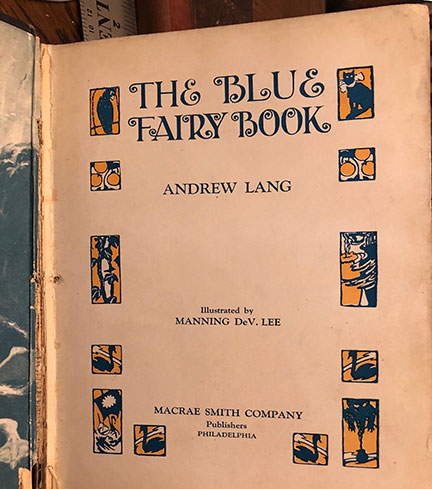 THE BLUE
FAIRY BOOK
ANDREW LANG
Illustrated by
MANNING DeV. LEE
MACRAE SMITH COMPANY
Publishers
PHILADELPHIA